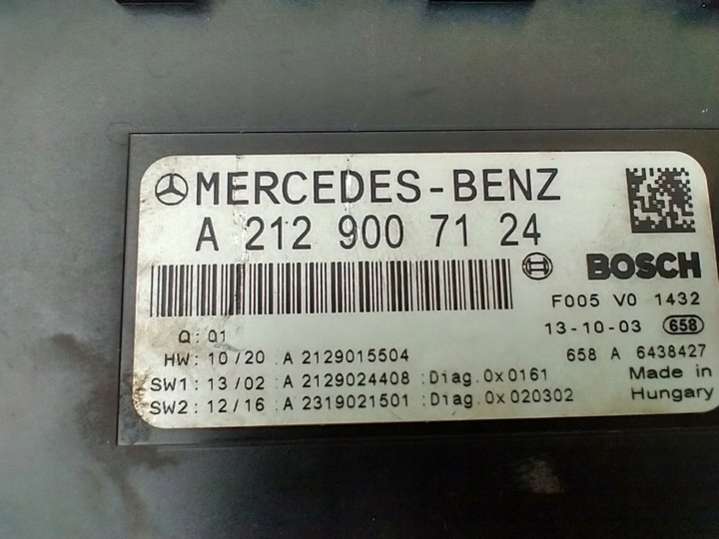 MERCEDES-BENZ
A 212 900 71 24
BOSCH
F005 V0 1432
Q: 01
13-10-03 658
HW: 10/20 :A 2129015504
658 A 6438427
SW1: 13/02 :A 2129024408 :Diag.0x0161
Made in
SW2: 12/16 :A 2319021501 :Diag.0x020302
Hungary